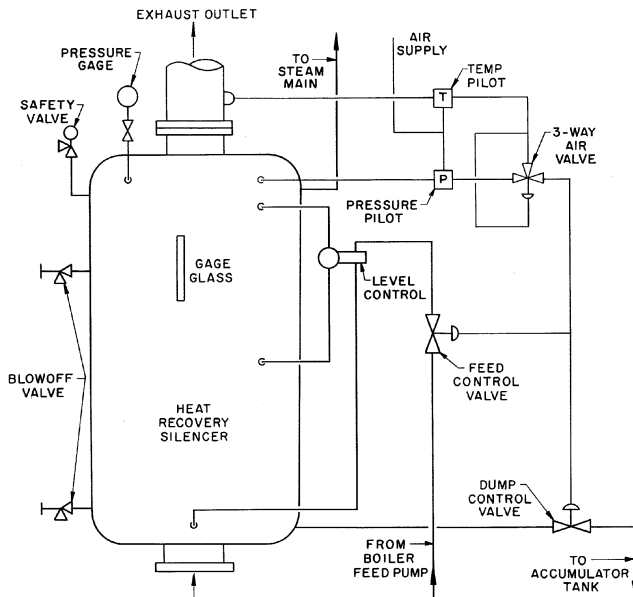 EXHAUST OUTLET
PRESSURE
GAGE
SAFETY
VALVE
TO
STEAM
MAIN
AIR
SUPPLY
T
TEMP
PILOT
3-WAY
AIR
VALVE
P
PRESSURE
PILOT
GAGE
GLASS
LEVEL
CONTROL
FEED
CONTROL
VALVE
BLOWOFF
VALVE
HEAT
RECOVERY
SILENCER
DUMP
CONTROL
VALVE
FROM
BOILER
FEED PUMP
TO
ACCUMULATOR
TANK